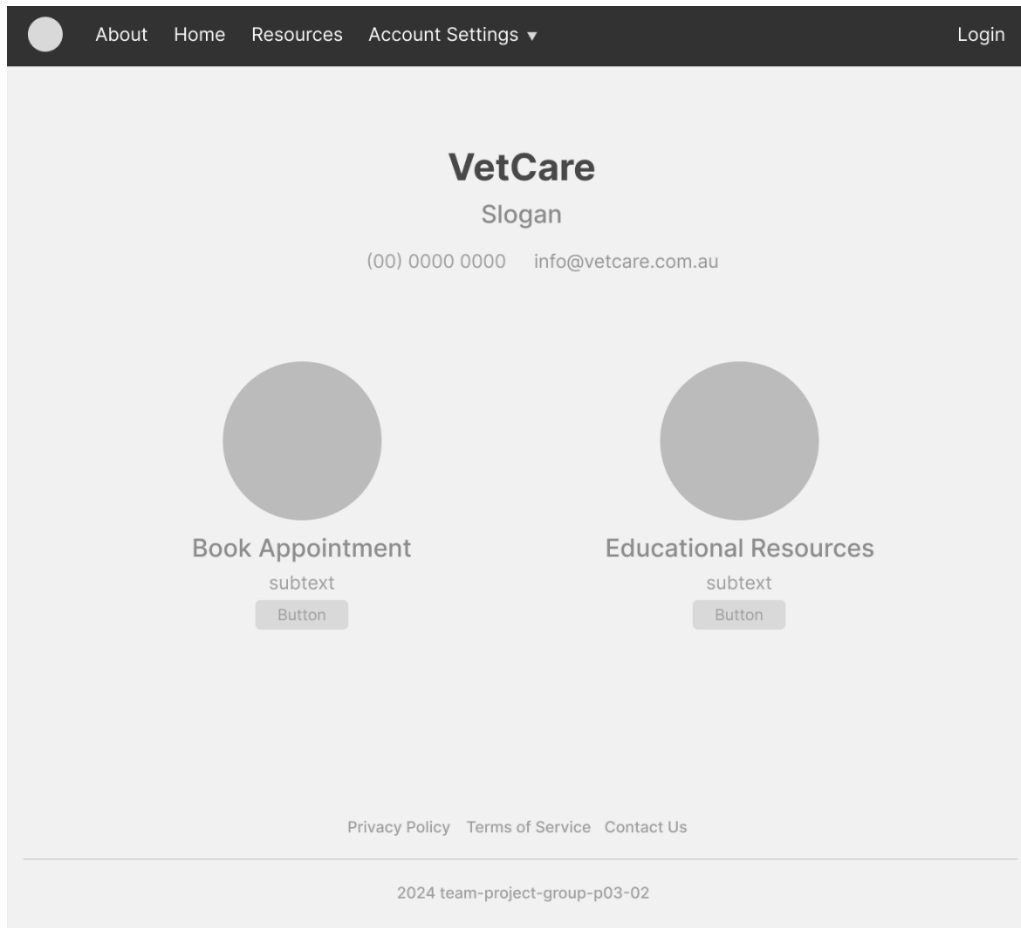 About Home Resources Account Settings ▼ Login
VetCare
Slogan
(00) 0000 0000 info@vetcare.com.au
Book Appointment Educational Resources
subtext subtext
Button Button
Privacy Policy Terms of Service Contact Us
2024 team-project-group-p03-02